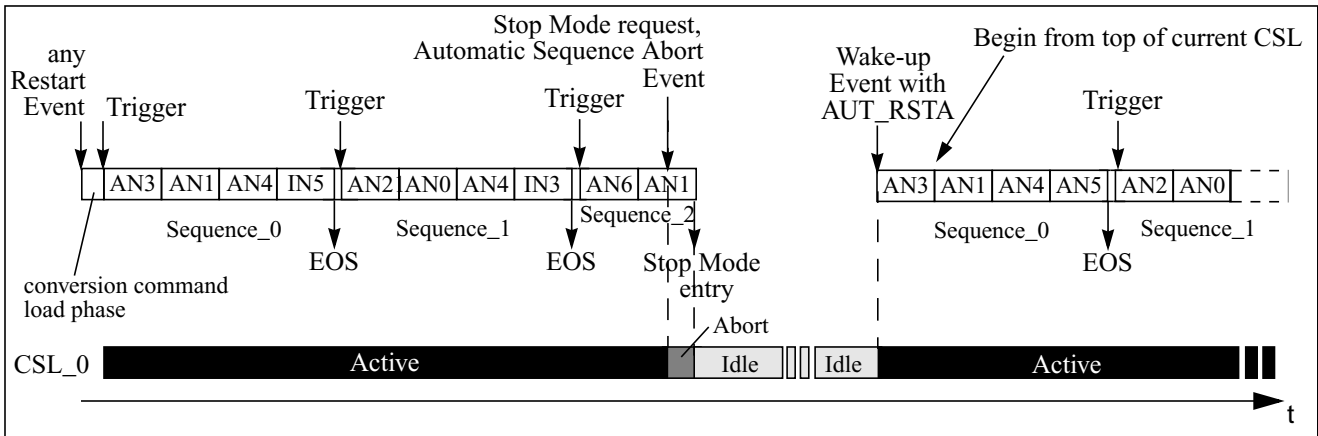 Stop Mode request,
Automatic Sequence Abort
Event
any
Restart
Event
Trigger
Trigger
Trigger
Wake-up
Event with
AUT_RSTA
Begin from top of current CSL
Trigger
AN3 AN1 AN4 IN5 AN21 AN0 AN4 IN3 AN6 AN1
AN3 AN1 AN4 AN5 AN2 AN0
Sequence_0
Sequence_1
Sequence_2
Sequence_0
Sequence_1
EOS
EOS
EOS
Stop Mode
entry
conversion command
load phase
Abort
CSL_0
Active
Idle
Idle
Active
t